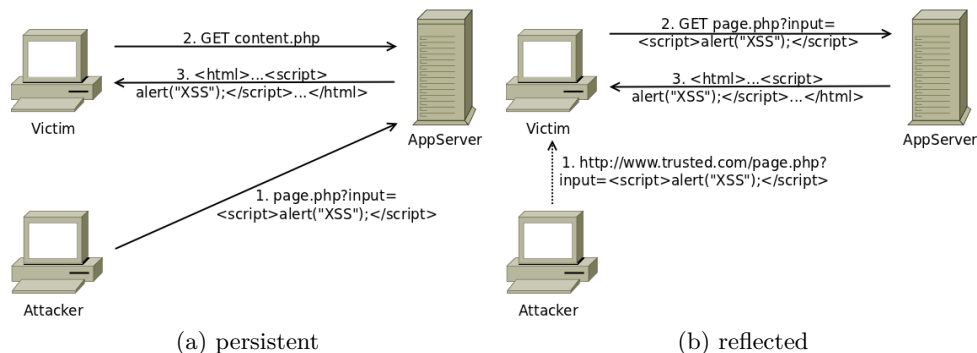 2. GET content.php
3. <html>...<script>
alert("XSS");</script>...</html>
Victim
AppServer
1. page.php?input=
<script>alert("XSS");</script>
Attacker
(a) persistent
2. GET page.php?input=
<script>alert("XSS");</script>
3. <html>...<script>
alert("XSS");</script>...</html>
Victim
AppServer
1. http://www.trusted.com/page.php?
input=<script>alert("XSS");</script>
Attacker
(b) reflected